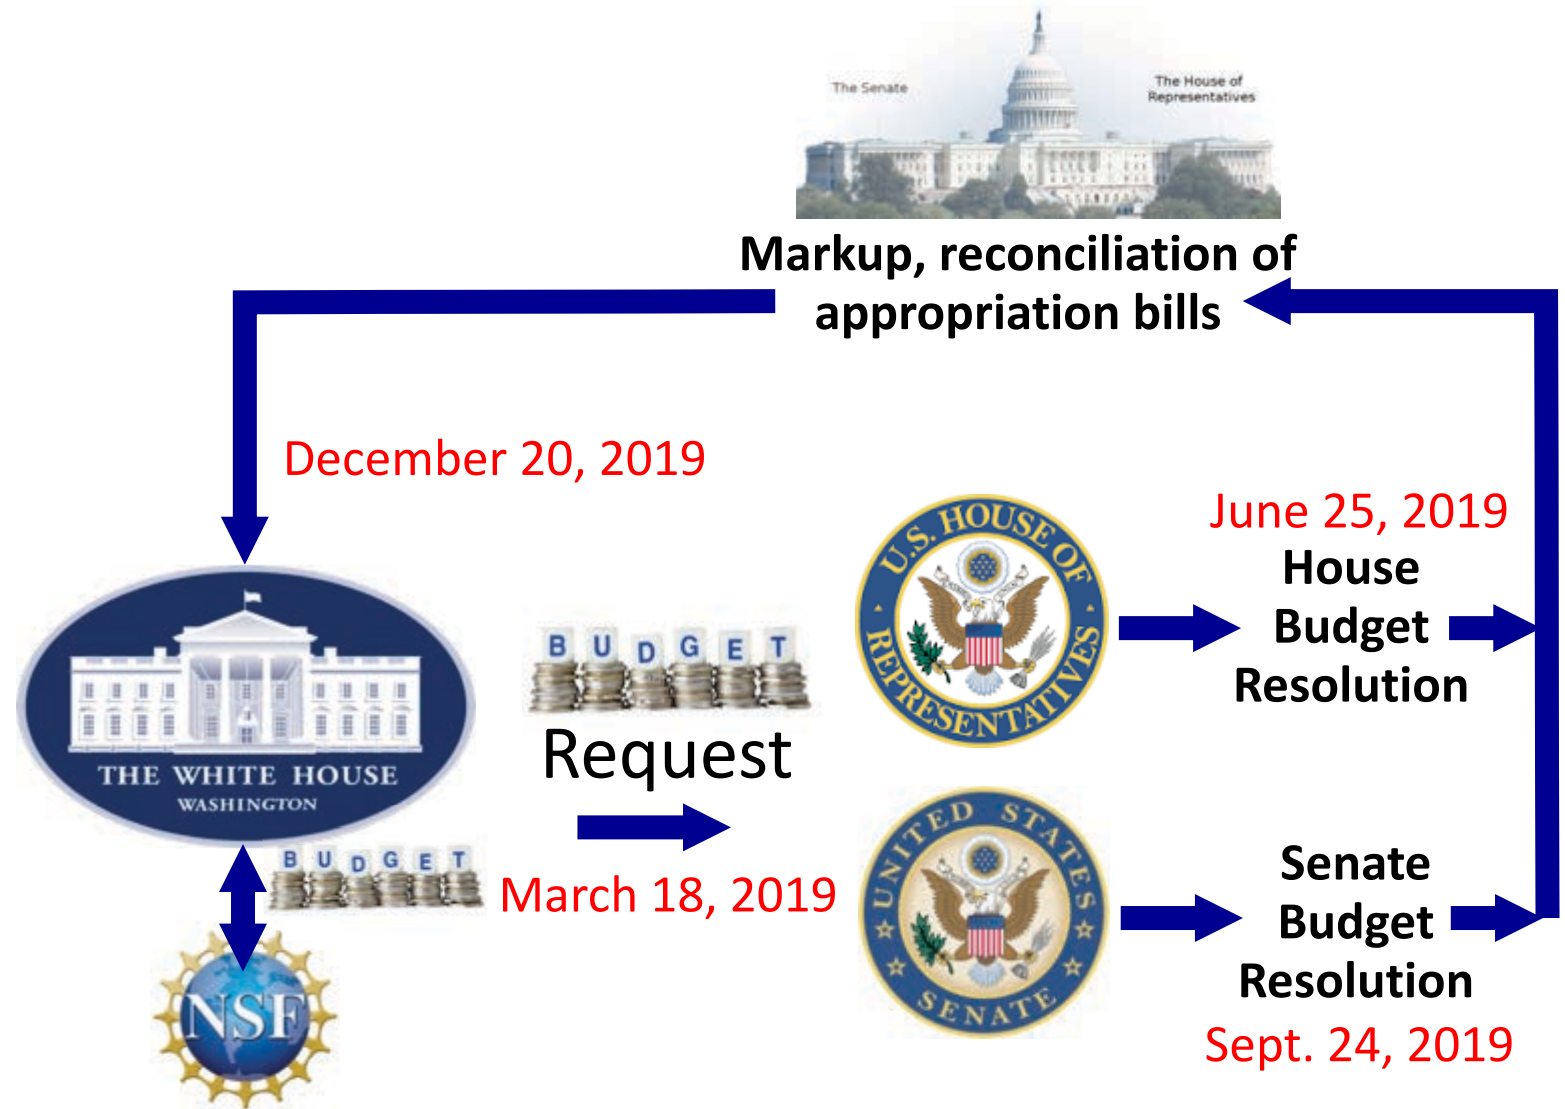 The Senate
The House of
Representatives
Markup, reconciliation of
appropriation bills
December 20, 2019
June 25, 2019
U.S. HOUSE OF
REPRESENTATIVES
House
Budget
Resolution
BUDGET
Request
THE WHITE HOUSE
WASHINGTON
BUDGET
March 18, 2019
UNITED STATES
SENATE
Senate
Budget
Resolution
Sept. 24, 2019
NSF